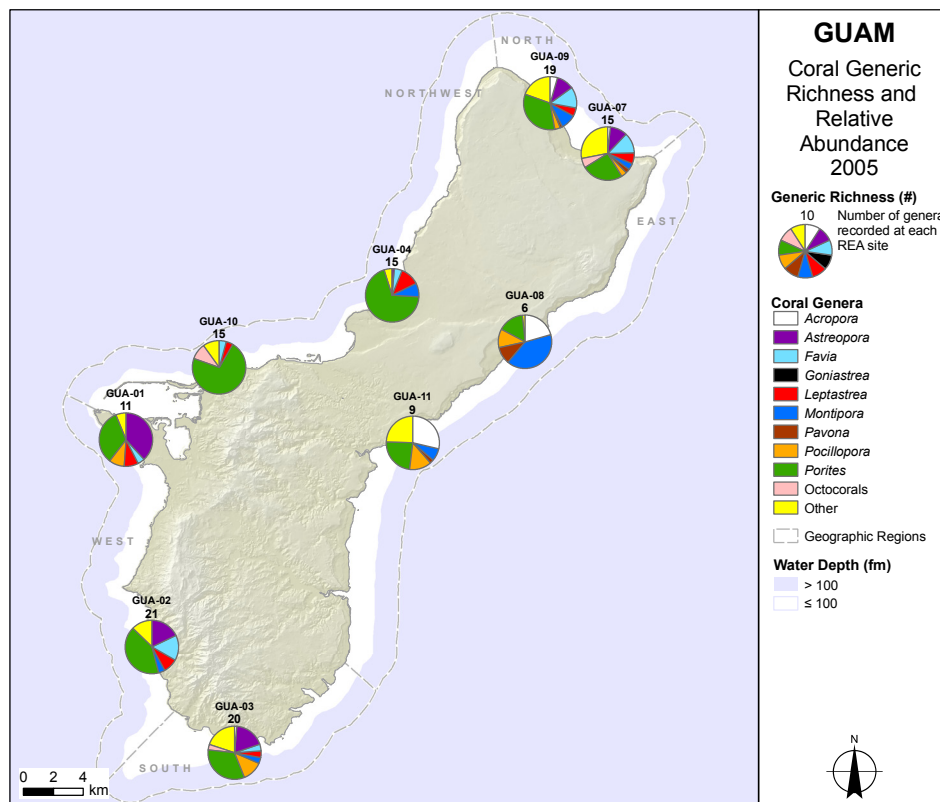 NORTH
GUA-09
19
NORTHWEST
GUA-07
15
EAST
GUA-04
15
GUA-08
6
GUA-10
15
GUA-01
11
GUA-11
9
WEST
GUA-02
21
GUA-03
20
SOUTH
0 2 4
km
GUAM
Coral Generic
Richness and
Relative
Abundance
2005
Generic Richness (#)
10
Number of genera
recorded at each
REA site
Coral Genera
Acropora
Astreopora
Favia
Goniastrea
Leptastrea
Montipora
Pavona
Pocillopora
Porites
Octocorals
Other
Geographic Regions
Water Depth (fm)
> 100
≤ 100
N